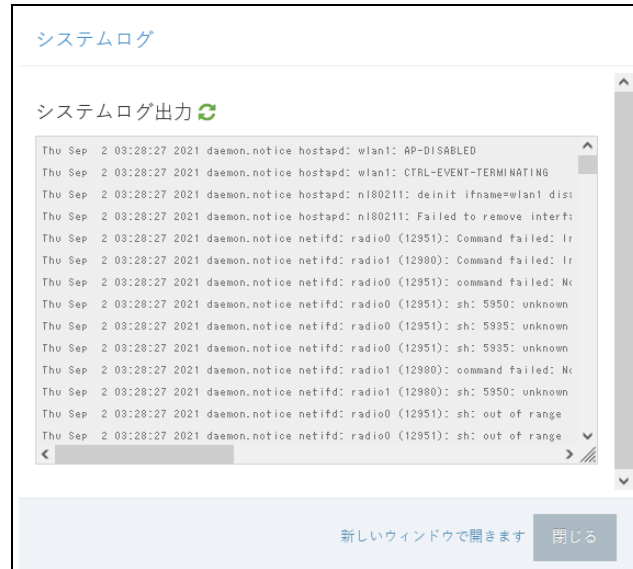 システムログ
システムログ出力
Thu Sep 2 03:28:27 2021 daemon.notice hostapd: wlan1: AP-DISABLED
Thu Sep 2 03:28:27 2021 daemon.notice hostapd: wlan1: CTRL-EVENT-TERMINATING
Thu Sep 2 03:28:27 2021 daemon.notice hostapd: nl80211: deinit ifname=wlan1
Thu Sep 2 03:28:27 2021 daemon.notice hostapd: nl80211: Failed to remove
Thu Sep 2 03:28:27 2021 daemon.notice netifd: radio0 (12951): Command failed:
Thu Sep 2 03:28:27 2021 daemon.notice netifd: radio1 (12980): Command failed:
Thu Sep 2 03:28:27 2021 daemon.notice netifd: radio0 (12951): command failed:
Thu Sep 2 03:28:27 2021 daemon.notice netifd: radio0 (12951): sh: 5950: unknown
Thu Sep 2 03:28:27 2021 daemon.notice netifd: radio0 (12951): sh: 5935: unknown
Thu Sep 2 03:28:27 2021 daemon.notice netifd: radio0 (12951): sh: 5935: unknown
Thu Sep 2 03:28:27 2021 daemon.notice netifd: radio1 (12980): command failed:
Thu Sep 2 03:28:27 2021 daemon.notice netifd: radio1 (12980): sh: 5950: unknown
Thu Sep 2 03:28:27 2021 daemon.notice netifd: radio0 (12951): sh: out of range
Thu Sep 2 03:28:27 2021 daemon.notice netifd: radio0 (12951): sh: out of range
新しいウィンドウで開きます 閉じる